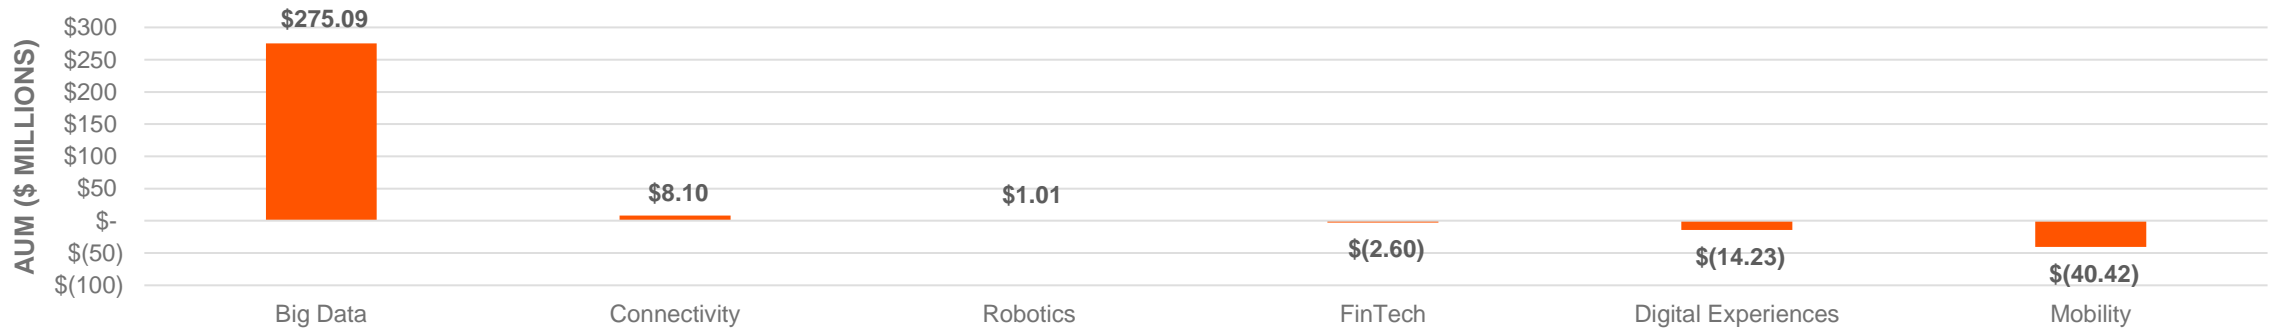 AUM ($ MILLIONS)
$300
$250
$200
$150
$100
$50
$-
$(50)
$(100)
$275.09
$8.10
$1.01
$(2.60)
$(14.23)
$(40.42)
Big Data
Connectivity
Robotics
FinTech
Digital Experiences
Mobility